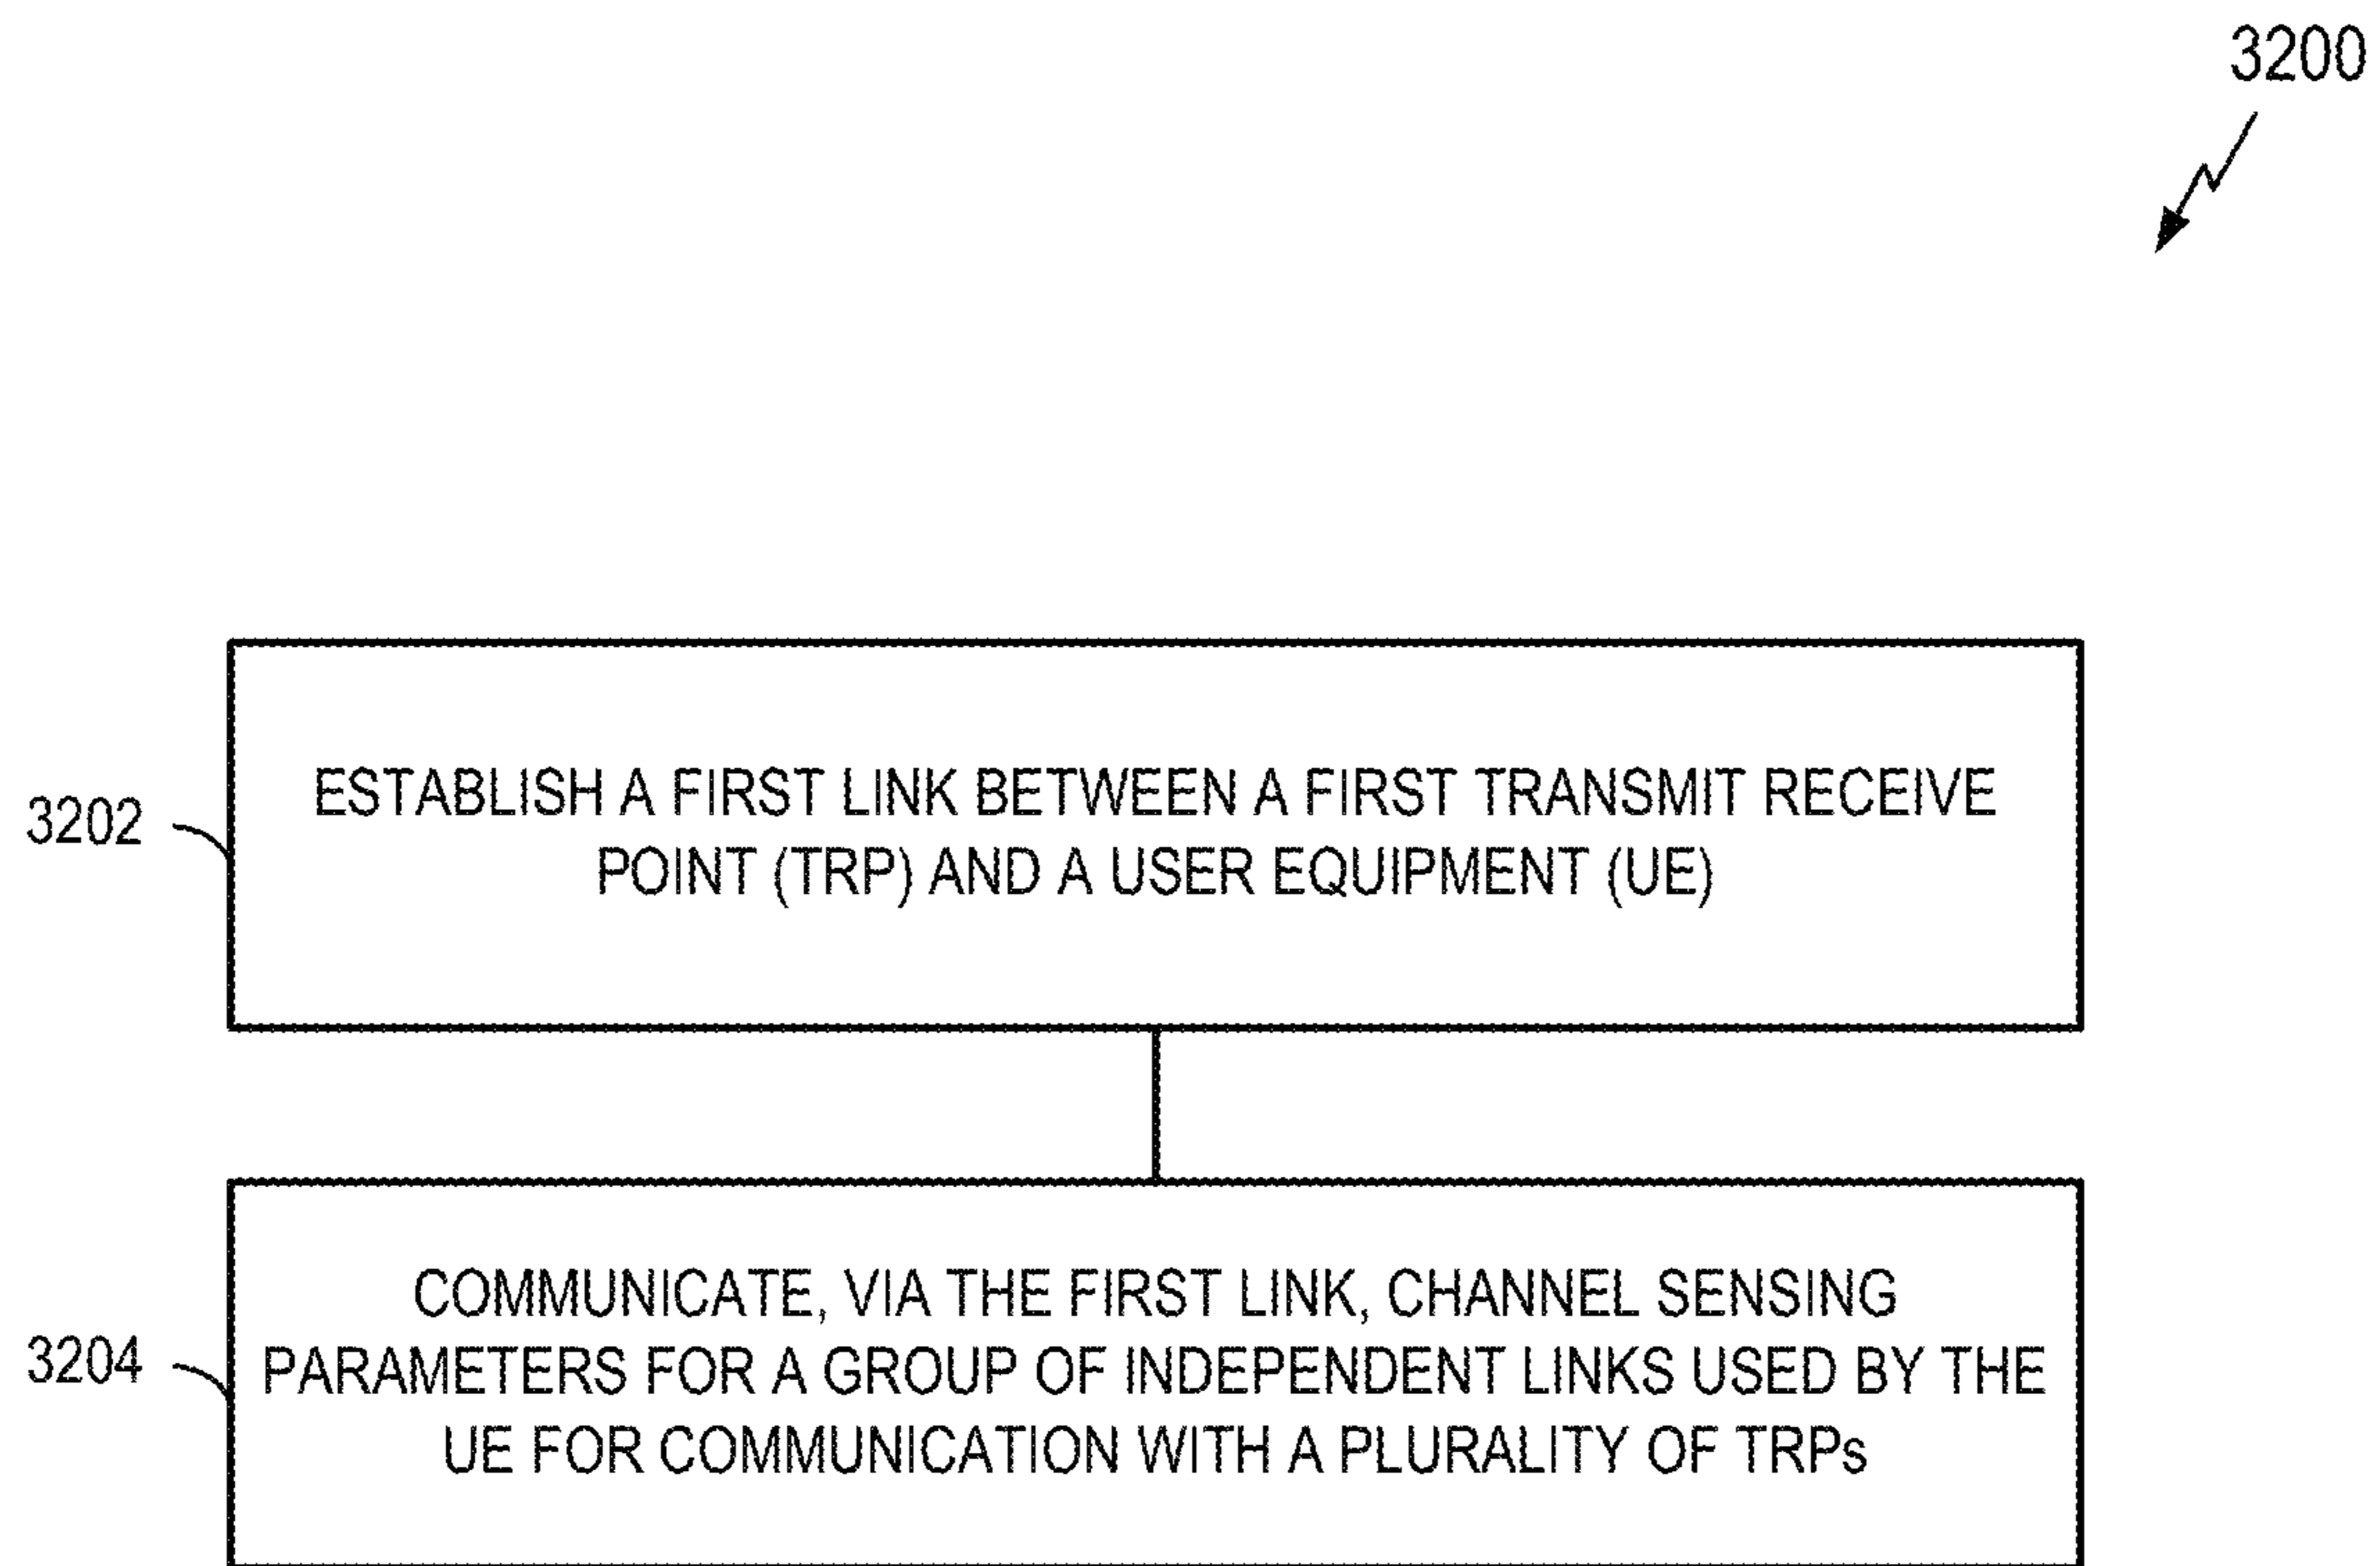 3200
3202
ESTABLISH A FIRST LINK BETWEEN A FIRST TRANSMIT RECEIVE
POINT (TRP) AND A USER EQUIPMENT (UE)
3204
COMMUNICATE, VIA THE FIRST LINK, CHANNEL SENSING
PARAMETERS FOR A GROUP OF INDEPENDENT LINKS USED BY THE
UE FOR COMMUNICATION WITH A PLURALITY OF TRPs